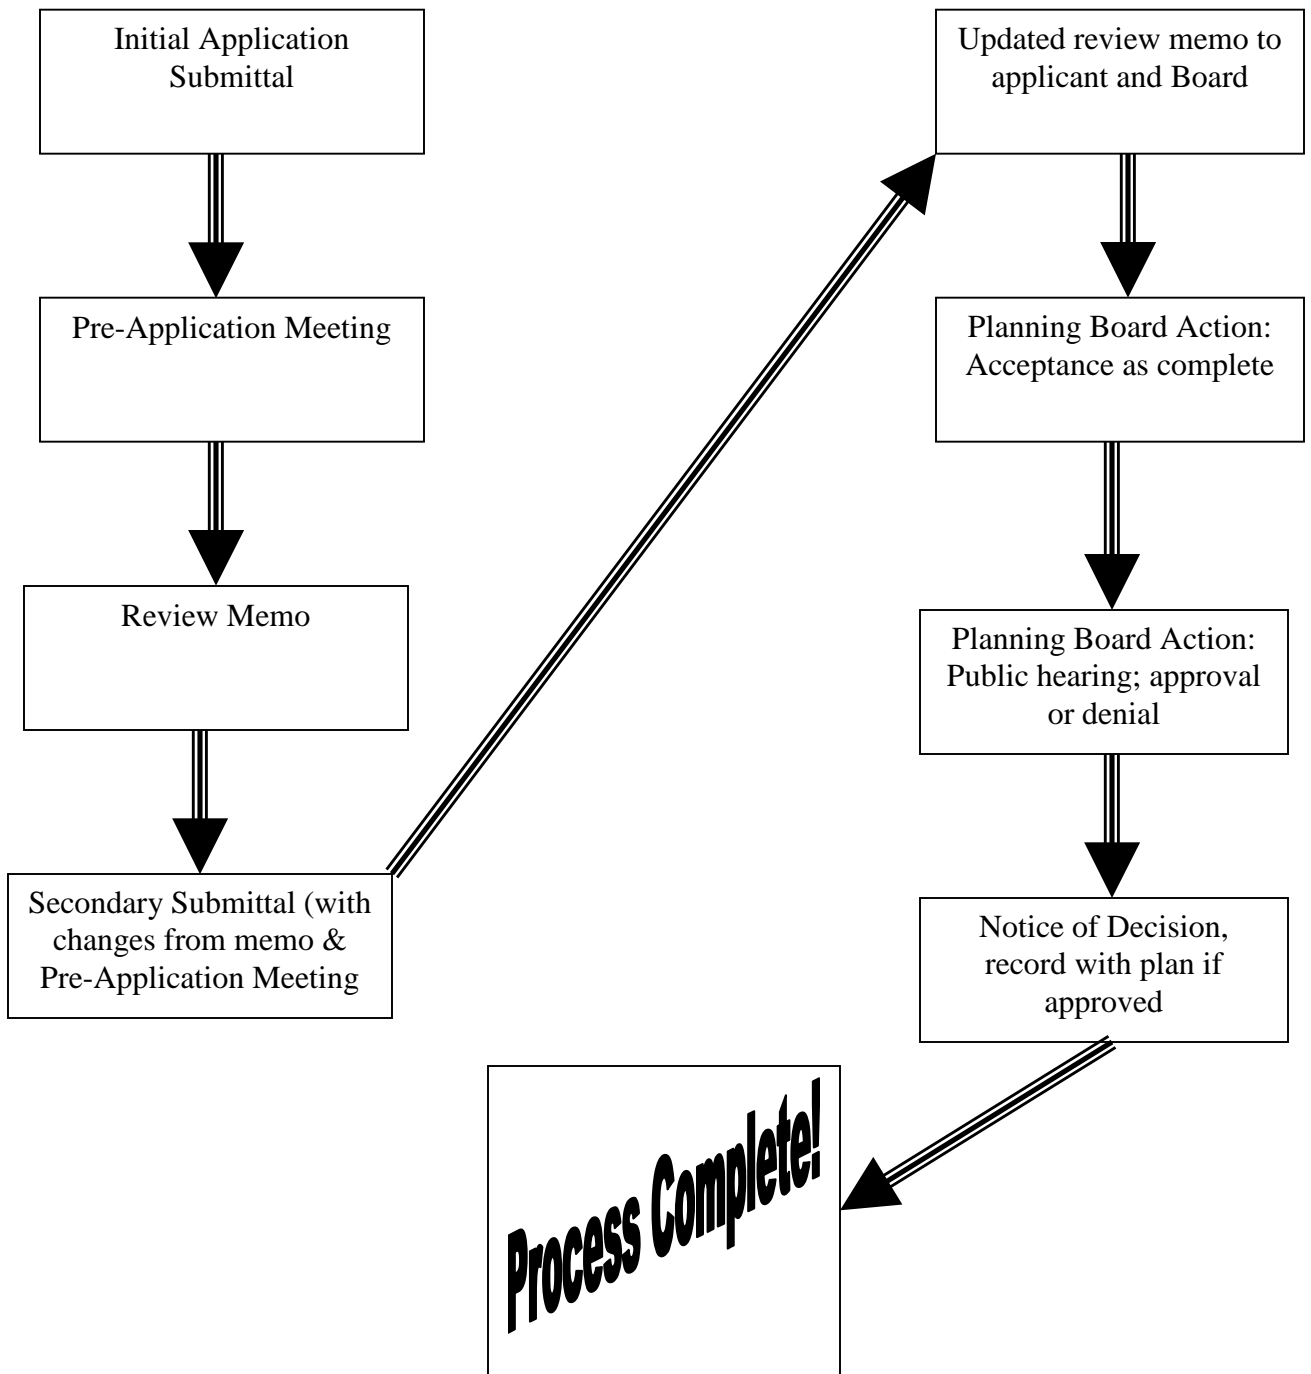 Initial Application
Submittal
Pre-Application Meeting
Review Memo
Secondary Submittal (with
changes from memo &
Pre-Application Meeting
Updated review memo to
applicant and Board
Planning Board Action:
Acceptance as complete
Planning Board Action:
Public hearing; approval
or denial
Notice of Decision,
record with plan if
approved
Process Complete!